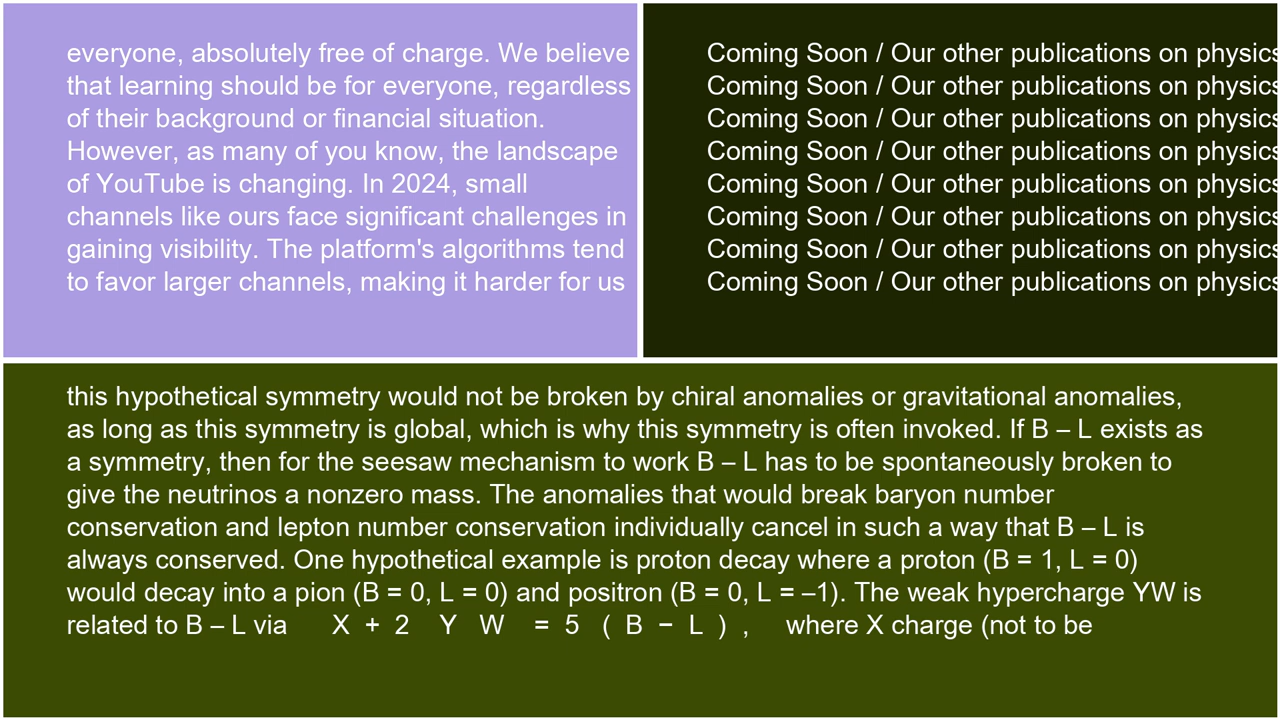 everyone, absolutely free of charge. We believe
that learning should be for everyone, regardless
of their background or financial situation.
However, as many of you know, the landscape
of YouTube is changing. In 2024, small
channels like ours face significant challenges in
gaining visibility. The platform's algorithms tend
to favor larger channels, making it harder for us
Coming Soon / Our other publications on physics
Coming Soon / Our other publications on physics
Coming Soon / Our other publications on physics
Coming Soon / Our other publications on physics
Coming Soon / Our other publications on physics
Coming Soon / Our other publications on physics
Coming Soon / Our other publications on physics
Coming Soon / Our other publications on physics
this hypothetical symmetry would not be broken by chiral anomalies or gravitational anomalies,
as long as this symmetry is global, which is why this symmetry is often invoked. If B – L exists as
a symmetry, then for the seesaw mechanism to work B – L has to be spontaneously broken to
give the neutrinos a nonzero mass. The anomalies that would break baryon number
conservation and lepton number conservation individually cancel in such a way that B – L is
always conserved. One hypothetical example is proton decay where a proton (B = 1, L = 0)
would decay into a pion (B = 0, L = 0) and positron (B = 0, L = –1). The weak hypercharge YW is
related to B – L via X + 2 Y W = 5 ( B − L ) , where X charge (not to be